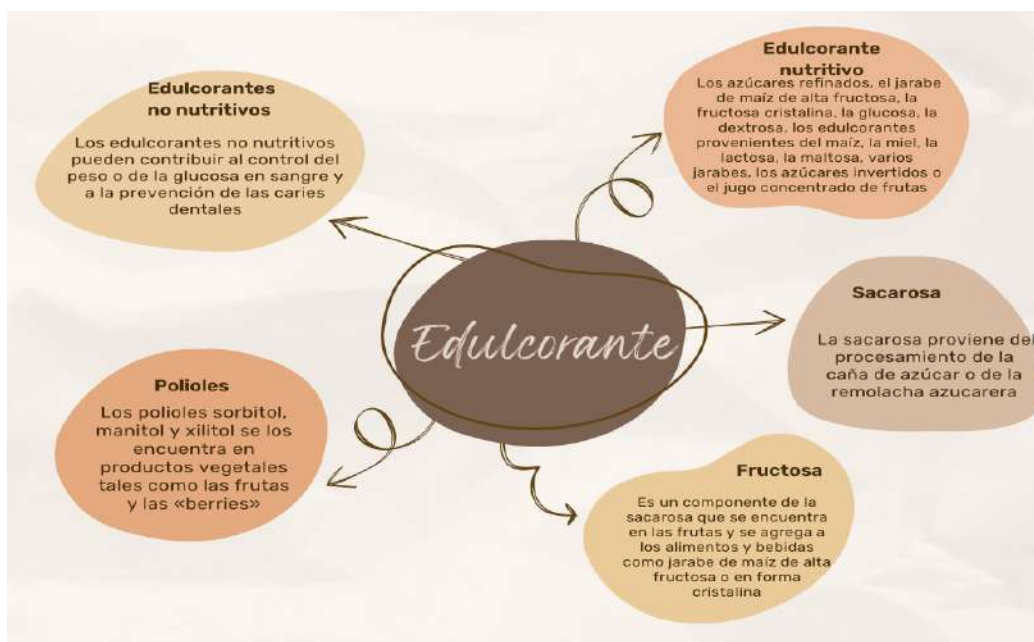 Edulcorantes
no nutritivos
Los edulcorantes no nutritivos
pueden contribuir al control del
peso o de la glucosa en sangre y
a la prevención de las caries
dentales
Edulcorante
nutritivo
Los azúcares refinados, el jarabe
de maíz de alta fructosa, la
fructosa cristalina, la glucosa, la
dextrosa, los edulcorantes
provenientes del maíz, la miel, la
lactosa, la maltosa, varios
jarabes, los azúcares invertidos o
el jugo concentrado de frutas
Edulcorante
Sacarosa
La sacarosa proviene del
procesamiento de la
caña de azúcar o de la
remolacha azucarera
Polioles
Los polioles sorbitol,
manitol y xilitol se los
encuentra en
productos vegetales
tales como las frutas
y las «berries»
Fructosa
Es un componente de la
sacarosa que se encuentra
en las frutas y se agrega a
los alimentos y bebidas
como jarabe de maíz de alta
fructosa o en forma
cristalina